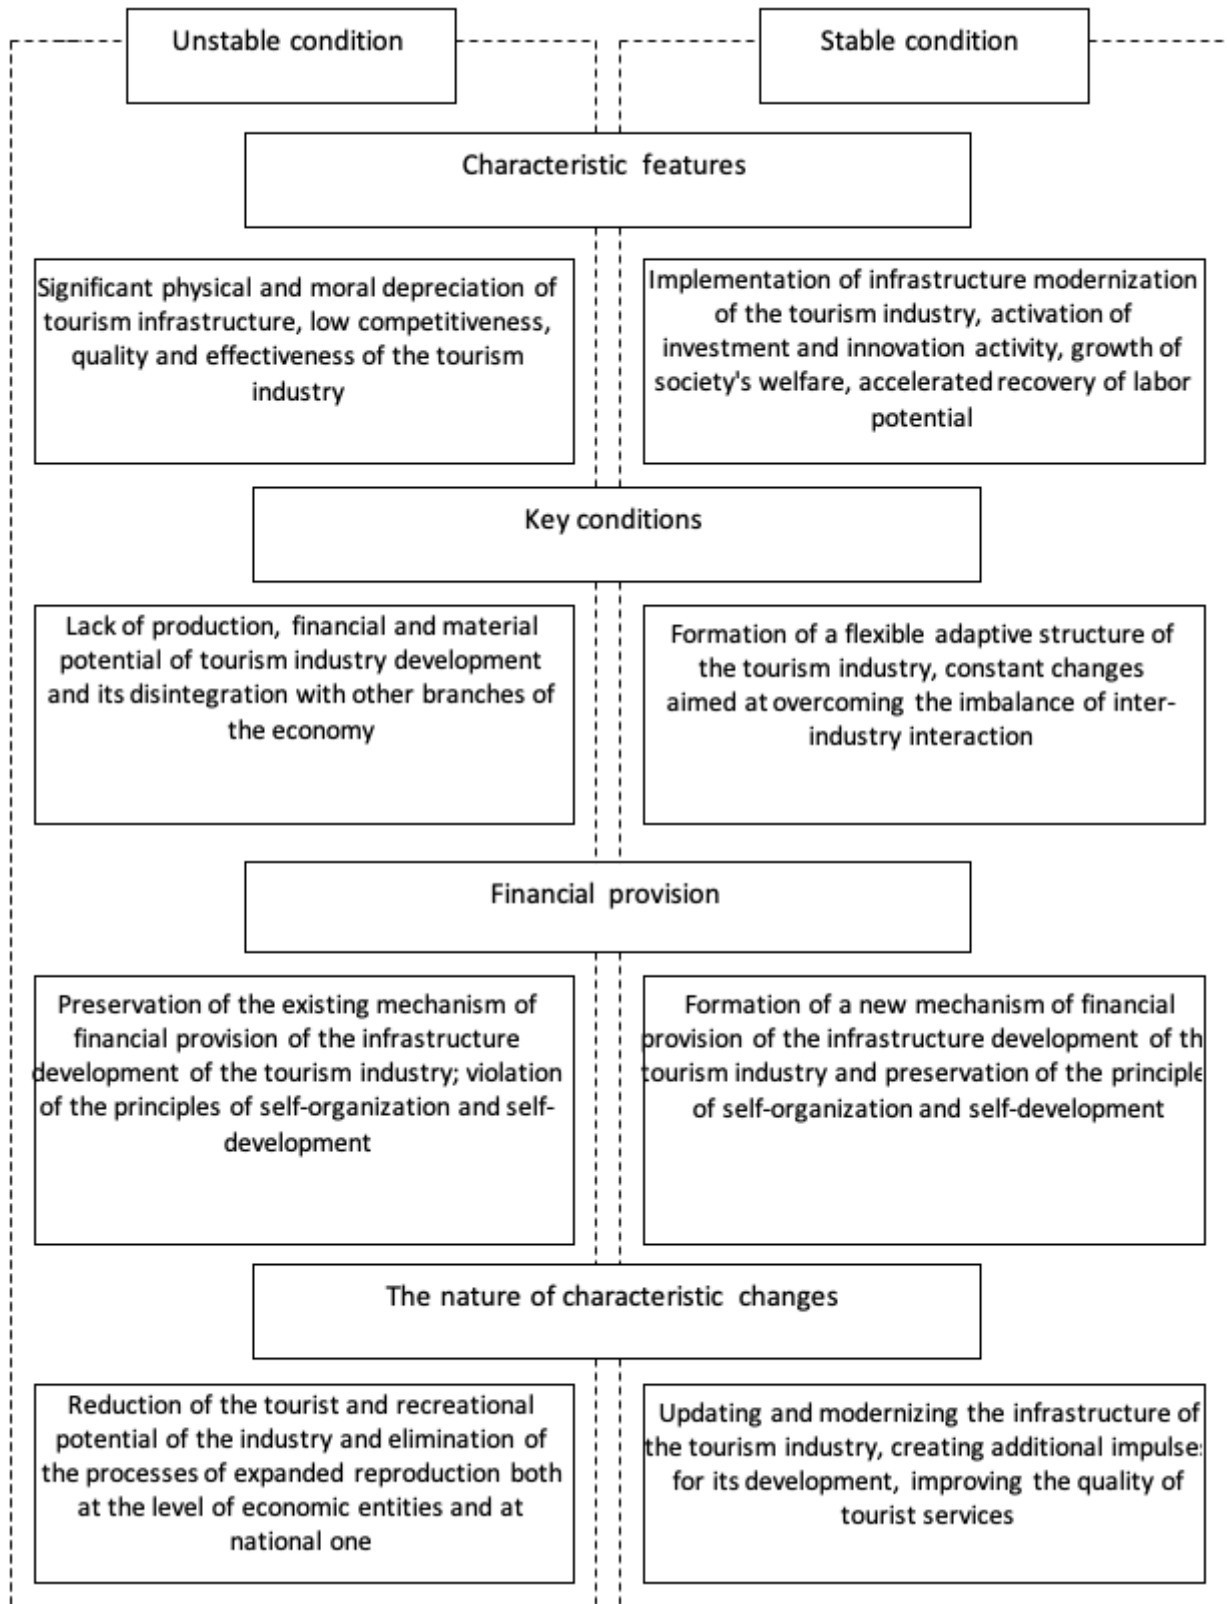 Unstable condition
Stable condition
Characteristic features
Significant physical and moral depreciation of
tourism infrastructure, low competitiveness,
quality and effectiveness of the tourism
industry
Implementation of infrastructure modernization
of the tourism industry, activation of
investment and innovation activity, growth of
society's welfare, accelerated recovery of labor
potential
Key conditions
Lack of production, financial and material
potential of tourism industry development
and its disintegration with other branches of
the economy
Formation of a flexible adaptive structure of
the tourism industry, constant changes
aimed at overcoming the imbalance of inter-
industry interaction
Financial provision
Preservation of the existing mechanism of
financial provision of the infrastructure
development of the tourism industry; violation
of the principles of self-organization and self-
development
Formation of a new mechanism of financial
provision of the infrastructure development of th
tourism industry and preservation of the principle
of self-organization and self-development
The nature of characteristic changes
Reduction of the tourist and recreational
potential of the industry and elimination of
the processes of expanded reproduction both
at the level of economic entities and at
national one
Updating and modernizing the infrastructure of
the tourism industry, creating additional impulse
for its development, improving the quality of
tourist services